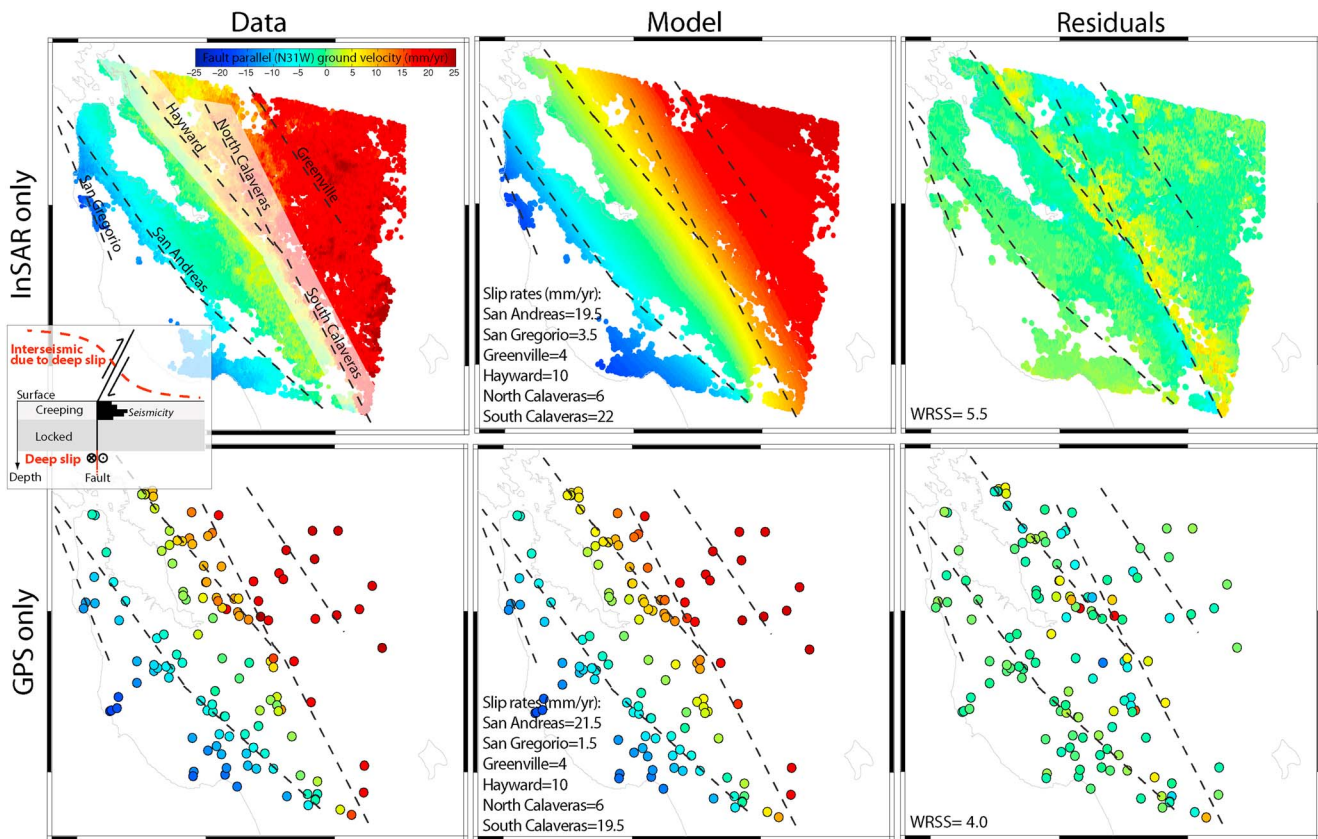 Data
Model
Residuals
InSAR only
Fault parallel (N31W) ground velocity (mm/yr)
-25 -20 -15 -10 -5 0 5 10 15 20 25
Hayward
North Calaveras
Greenville
San Gregorio
San Andreas
South Calaveras
Interseismic
due to deep slip
Surface
Creeping
Seismicity
Locked
Deep slip
Depth
Fault
Slip rates (mm/yr):
San Andreas=19.5
San Gregorio=3.5
Greenville=4
Hayward=10
North Calaveras=6
South Calaveras=22
WRSS= 5.5
GPS only
Slip rates (mm/yr):
San Andreas=21.5
San Gregorio=1.5
Greenville=4
Hayward=10
North Calaveras=6
South Calaveras=19.5
WRSS= 4.0